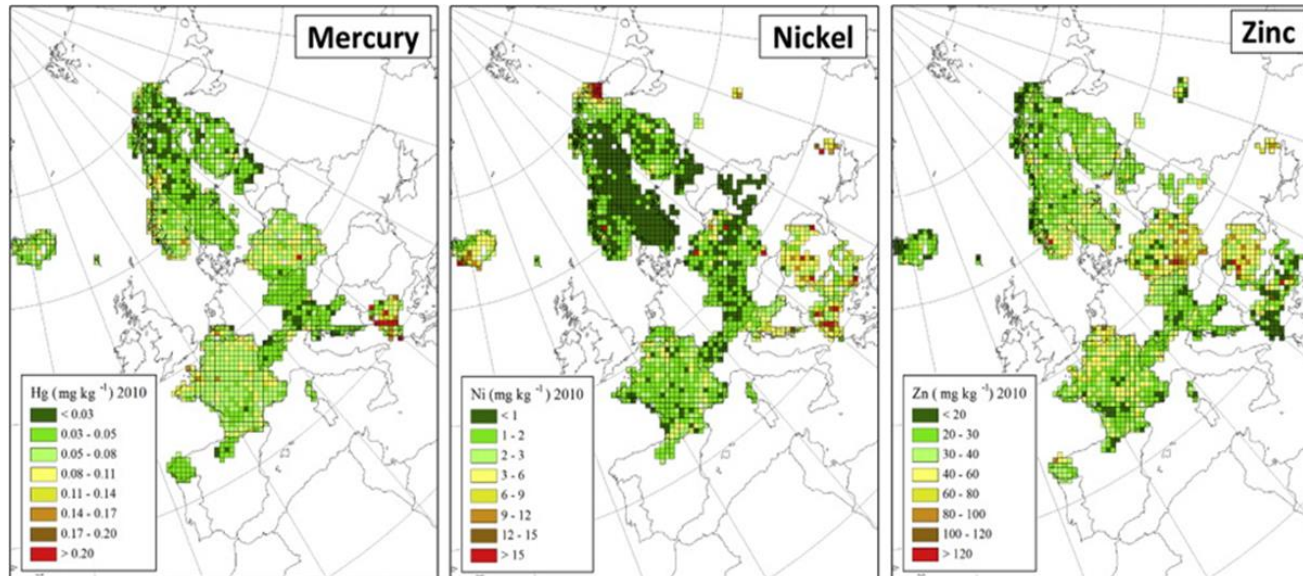 Mercury
Hg ( mg kg ⁻¹ ) 2010
< 0.03
0.03 - 0.05
0.05 - 0.08
0.08 - 0.11
0.11 - 0.14
0.14 - 0.17
0.17 - 0.20
> 0.20
Nickel
Ni ( mg kg ⁻¹ ) 2010
< 1
1 - 2
2 - 3
3 - 6
6 - 9
9 - 12
12 - 15
> 15
Zinc
Zn ( mg kg ⁻¹ ) 2010
< 20
20 - 30
30 - 40
40 - 60
60 - 80
80 - 100
100 - 120
> 120